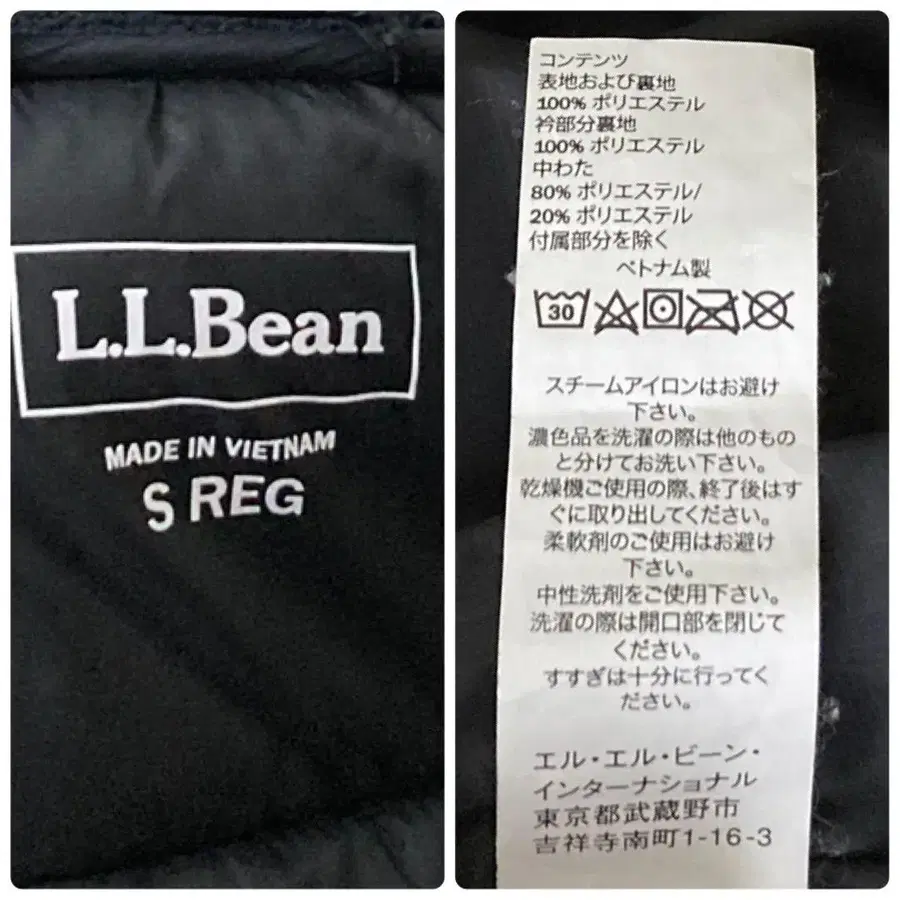 L.L.Bean
MADE IN VIETNAM
S REG
コンテンツ
表地および裏地
100% ポリエステル
衿部分裏地
100% ポリエステル
中わた
80% ポリエステル/
20% ポリエステル
付属部分を除く
ベトナム製
30
スチームアイロンはお避け
下さい。
濃色品を洗濯の際は他のもの
と分けてお洗い下さい。
乾燥機ご使用の際、終了後はす
ぐに取り出してください。
柔軟剤のご使用はお避け
下さい。
中性洗剤をご使用下さい。
洗濯の際は開口部を閉じて
ください。
すすぎは十分に行ってく
ださい。
エル・エル・ビーン・
インターナショナル
東京都武蔵野市
吉祥寺南町1-16-3